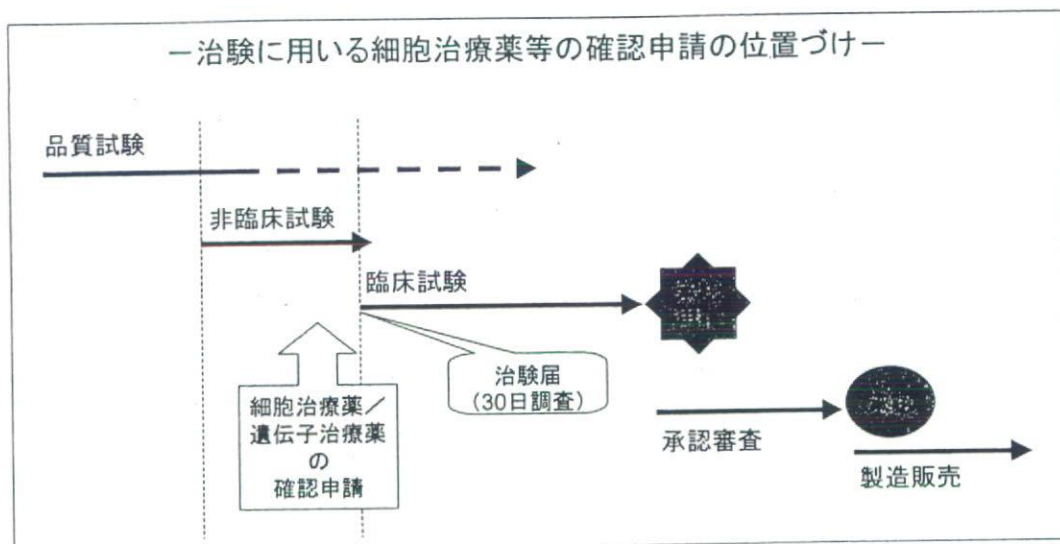 －治験に用いる細胞治療薬等の確認申請の位置づけ－
品質試験
非臨床試験
臨床試験
治験届
(30日調査)
細胞治療薬／
遺伝子治療薬
の
確認申請
承認審査
製造販売